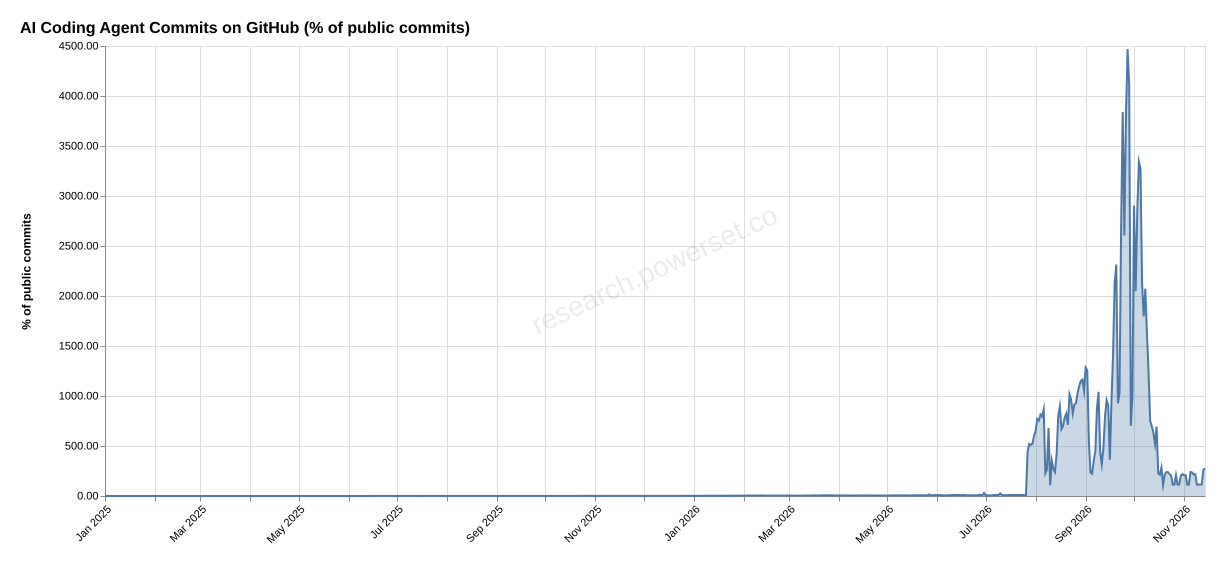 AI Coding Agent Commits on GitHub (% of public commits)
4500.00
4000.00
3500.00
3000.00
2500.00
2000.00
1500.00
1000.00
500.00
0.00
% of public commits
research.powerset.co
Jan 2025
Mar 2025
May 2025
Jul 2025
Sep 2025
Nov 2025
Jan 2026
Mar 2026
May 2026
Jul 2026
Sep 2026
Nov 2026